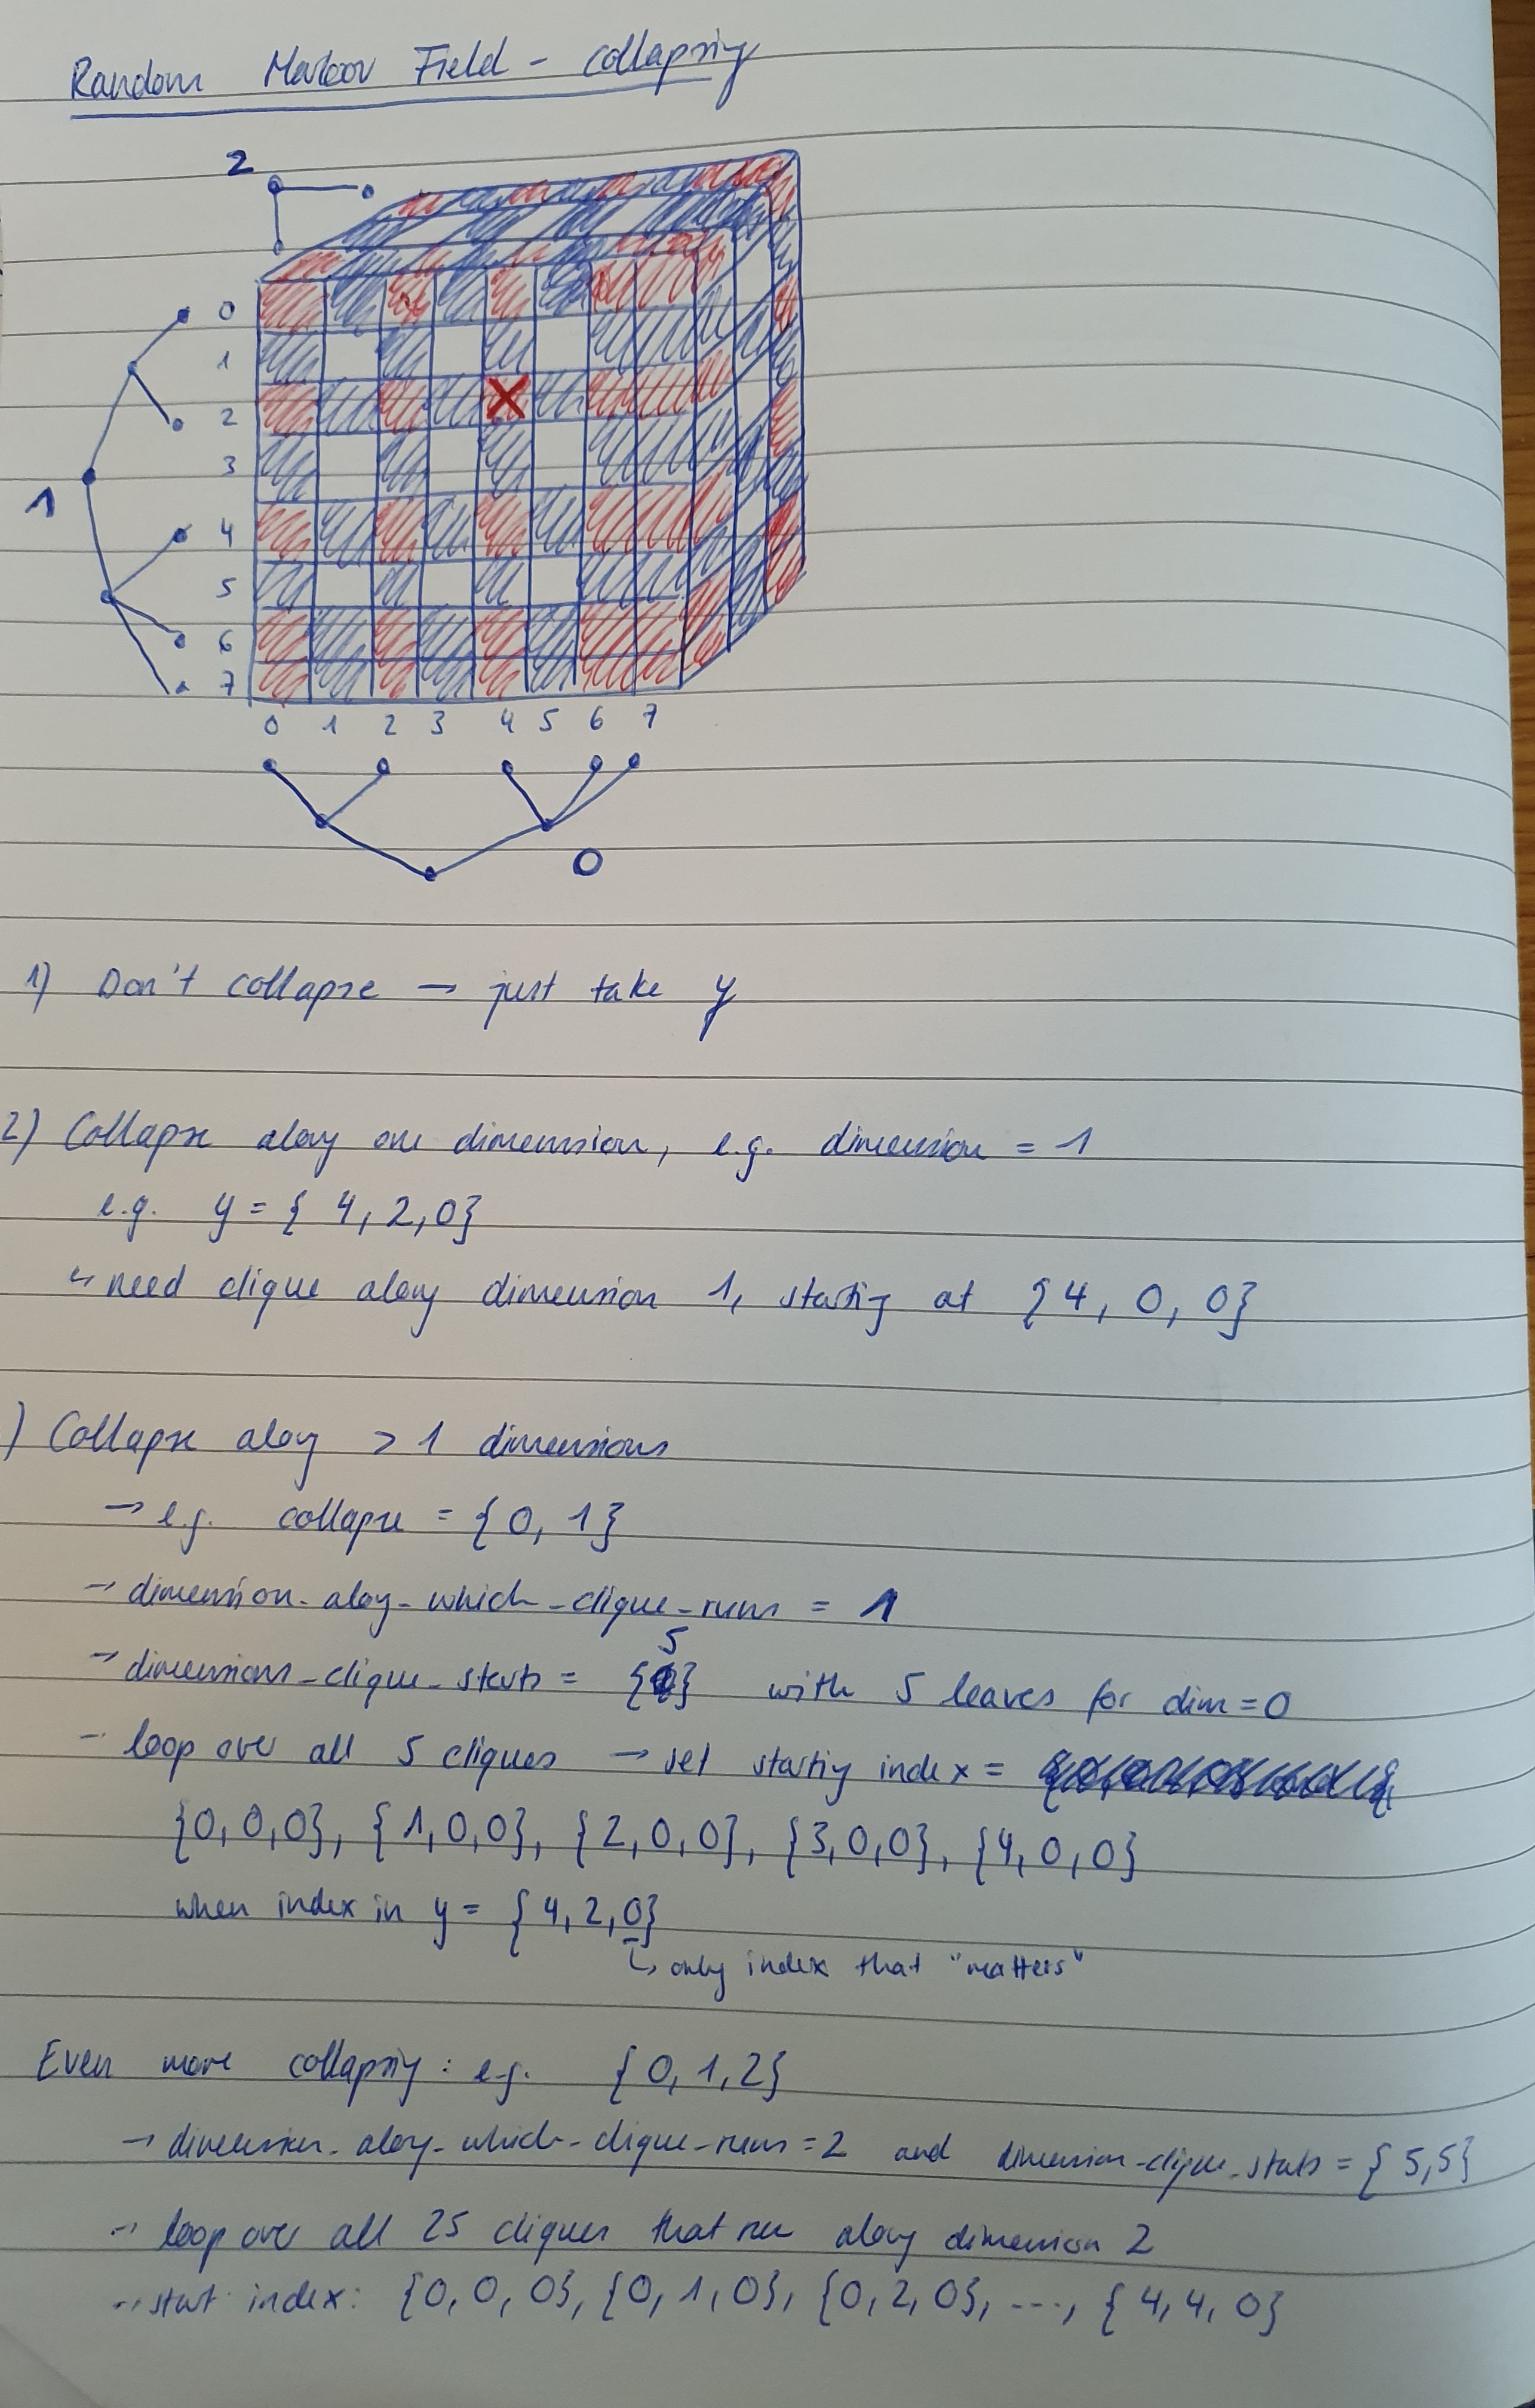 Random Markov Field - collapsing
2
0
1
2
3
4
5
6
7
1
0 1 2 3 4 5 6 7
0
1) Don't collapse → just take y
2) Collapse along one dimension, e.g. dimension = 1
e.g. y = { 4, 2, 0}
↳ need clique along dimension 1, starting at {4, 0, 0}
) Collapse along > 1 dimensions
→ e.g. collapse = {0, 1}
→ dimension_along_which_clique_runs = 1
→ dimensions_clique_starts = {5} with 5 leaves for dim=0
- loop over all 5 cliques → set starting index =
{0,0,0}, {1,0,0}, {2,0,0}, {3,0,0}, {4,0,0}
when index in y = {4,2,0}
↳ only index that "matters"
Even more collapsing: e.g. {0,1,2}
→ dimension_along_which_clique_runs=2 and dimension_clique_starts = {5,5}
→ loop over all 25 cliques that run along dimension 2
→ start index: {0,0,0}, {0,1,0}, {0,2,0}, ..., {4,4,0}